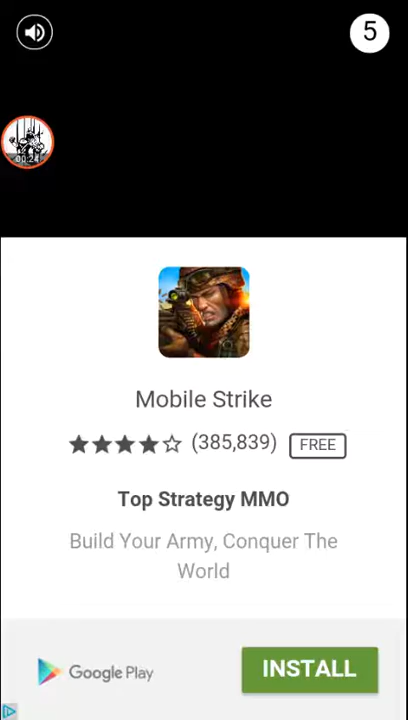 5
00:24
Mobile Strike
(385,839) FREE
Top Strategy MMO
Build Your Army, Conquer The
World
Google Play
INSTALL